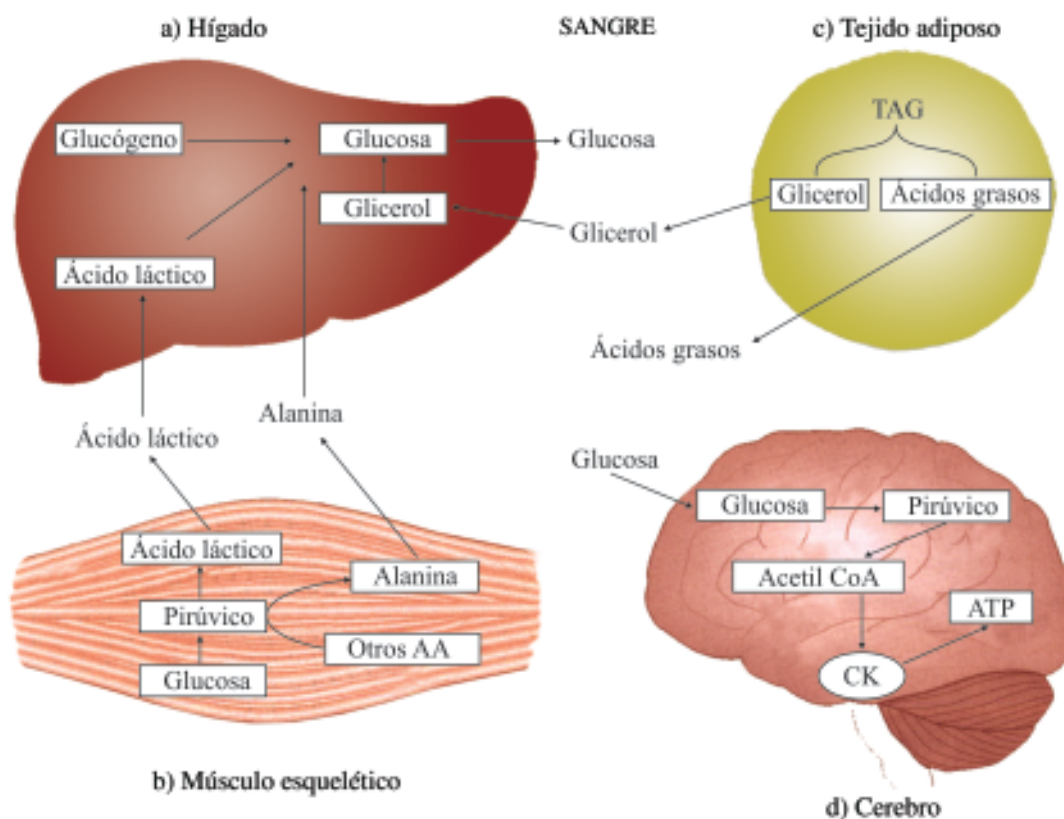 a) Hígado
SANGRE
c) Tejido adiposo
Glucógeno
Glucosa
Glucosa
TAG
Glicerol
Glicerol
Glicerol
Ácidos grasos
Ácido láctico
Ácidos grasos
Alanina
Ácido láctico
Glucosa
Glucosa
Pirúvico
Ácido láctico
Alanina
Acetil CoA
Pirúvico
ATP
Otros AA
Glucosa
CK
b) Músculo esquelético
d) Cerebro